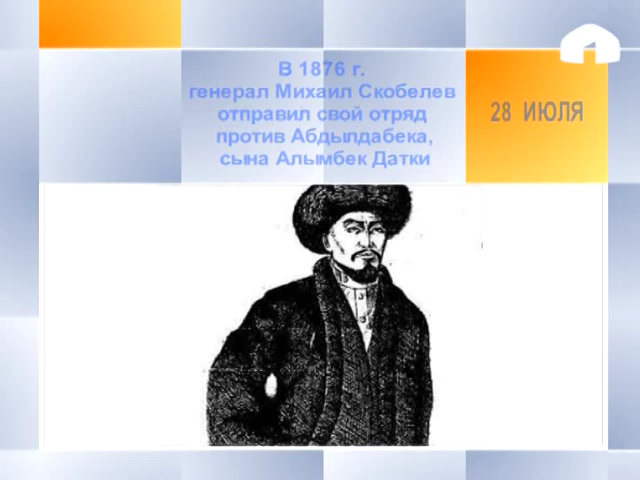 В 1876 г.
генерал Михаил Скобелев
отправил свой отряд
против Абдылдабека,
сына Алымбек Датки
28 ИЮЛЯ